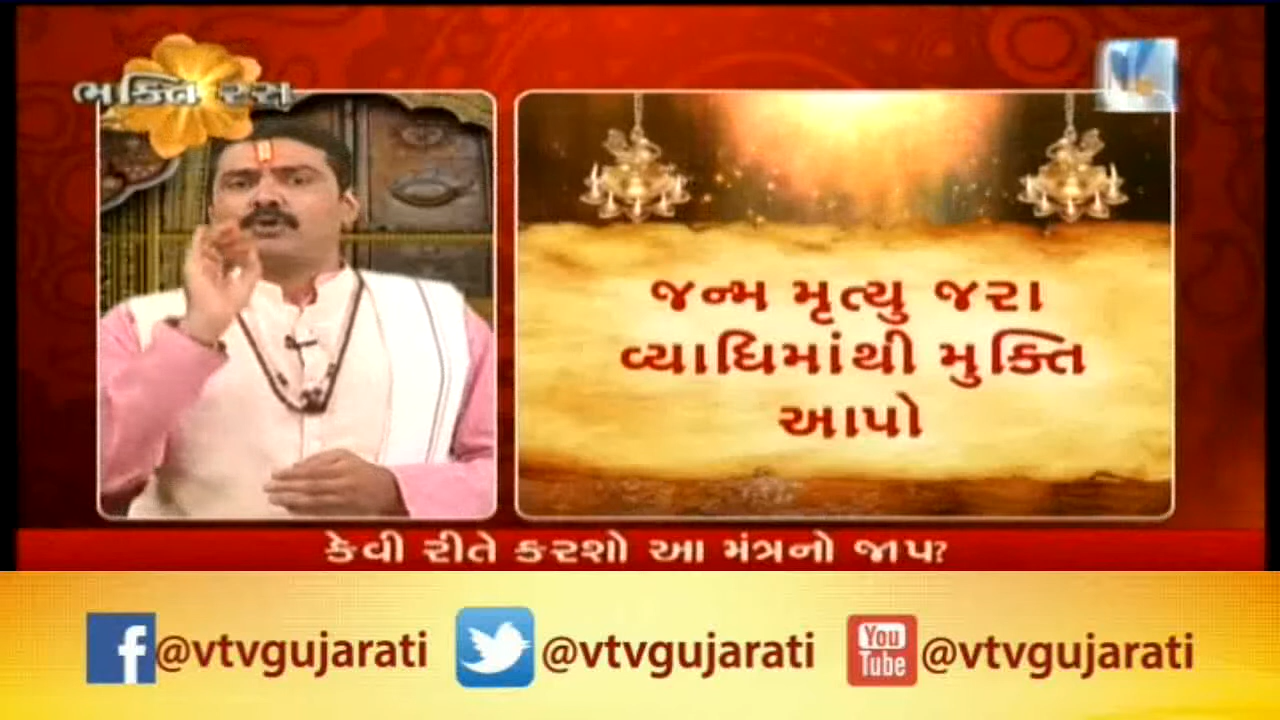 ભક્તિ રસ
જન્મ મૃત્યુ જરા
વ્યાધિમાંથી મુક્તિ
આપો
કેવી રીતે કરશો આ મંત્રનો જાપ?
f @vtvgujarati @vtvgujarati You Tube @vtvgujarati